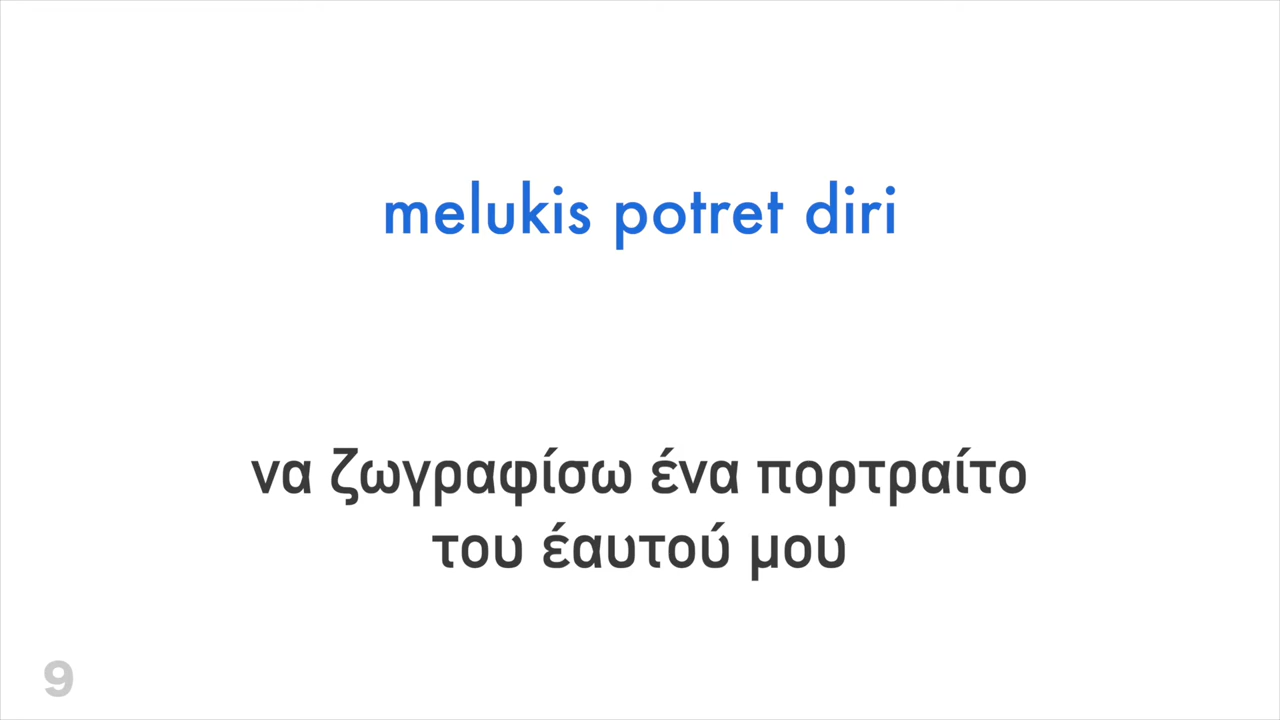 melukis potret diri
να ζωγραφίσω ένα πορτραίτο
του έαυτού μου
9